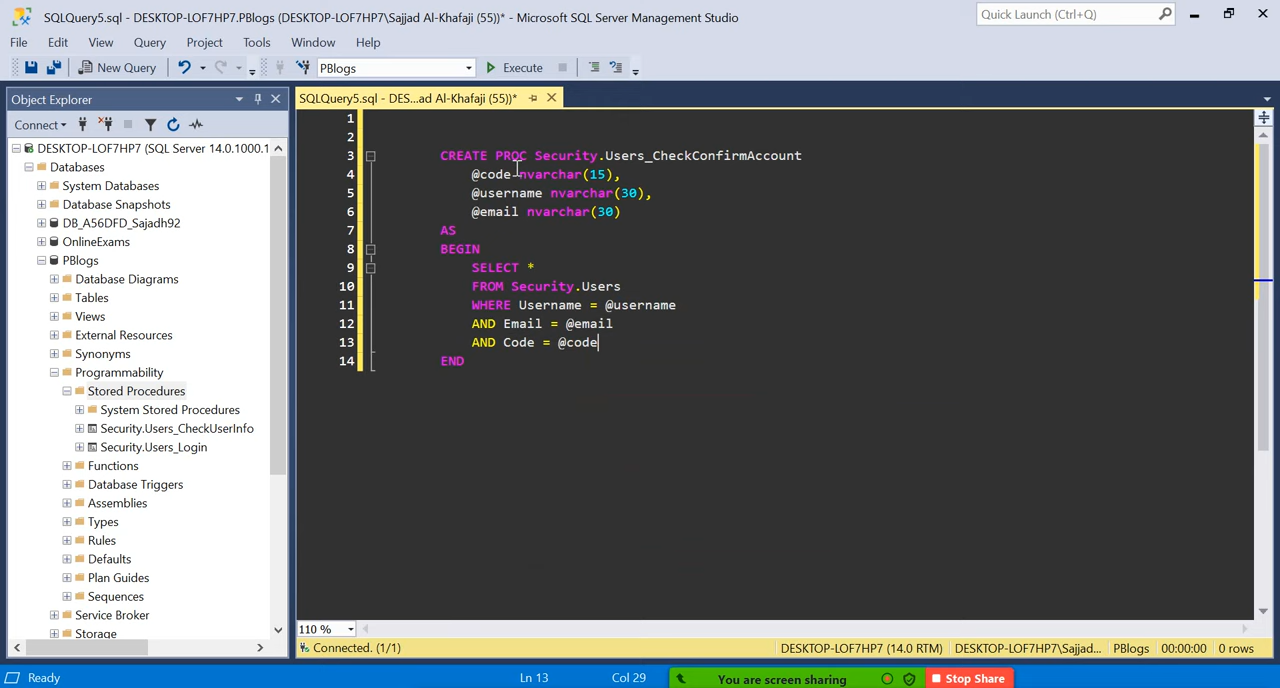 SQLQuery5.sql - DESKTOP-LOF7HP7.PBlogs (DESKTOP-LOF7HP7\Sajjad Al-Khafaji (55))* - Microsoft SQL Server Management Studio
Quick Launch (Ctrl+Q)
File Edit View Query Project Tools Window Help
New Query PBlogs Execute
Object Explorer
SQLQuery5.sql - DES...ad Al-Khafaji (55))*
Connect
DESKTOP-LOF7HP7 (SQL Server 14.0.1000.1
Databases
System Databases
Database Snapshots
DB_A56DFD_Sajadh92
OnlineExams
PBlogs
Database Diagrams
Tables
Views
External Resources
Synonyms
Programmability
Stored Procedures
System Stored Procedures
Security.Users_CheckUserInfo
Security.Users_Login
Functions
Database Triggers
Assemblies
Types
Rules
Defaults
Plan Guides
Sequences
Service Broker
Storage
1
2
3 CREATE PROC Security.Users_CheckConfirmAccount
4 @code nvarchar(15),
5 @username nvarchar(30),
6 @email nvarchar(30)
7 AS
8 BEGIN
9 SELECT *
10 FROM Security.Users
11 WHERE Username = @username
12 AND Email = @email
13 AND Code = @code
14 END
110 %
Connected. (1/1) DESKTOP-LOF7HP7 (14.0 RTM) DESKTOP-LOF7HP7\Sajjad... PBlogs 00:00:00 0 rows
Ready Ln 13 Col 29 You are screen sharing Stop Share